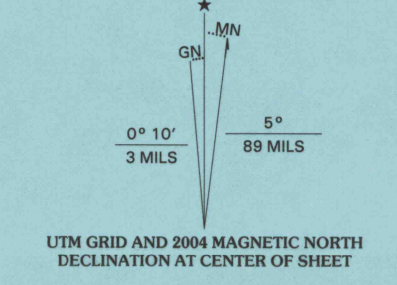 ★
MN
GN
0° 10′
3 MILS
5°
89 MILS
UTM GRID AND 2004 MAGNETIC NORTH
DECLINATION AT CENTER OF SHEET